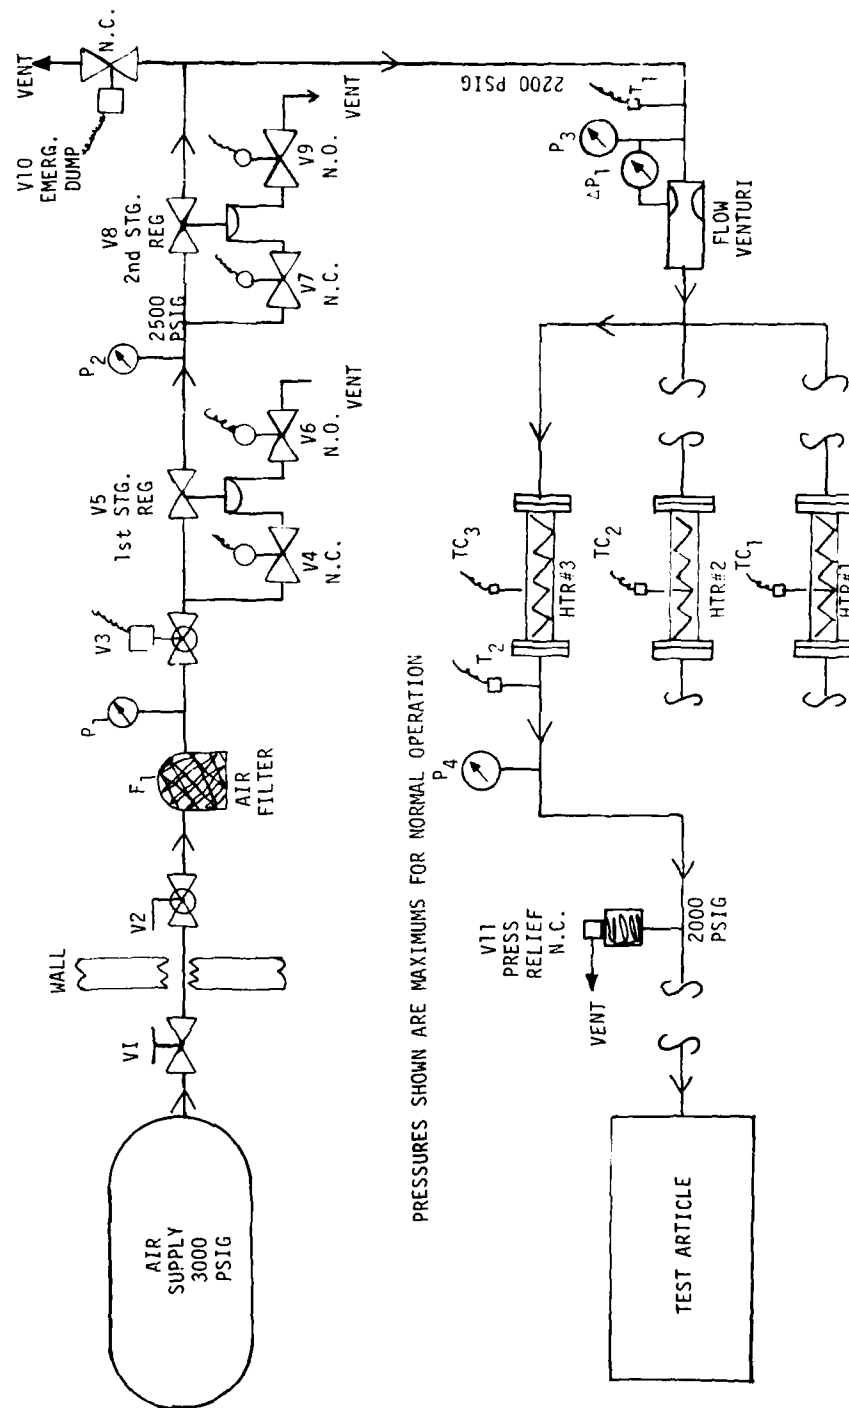 AIR
SUPPLY
3000
PSIG
V1
WALL
V2
F1
AIR
FILTER
P1
V3
V4
N.C.
V5
1st STG.
REG
V6
N.O.
VENT
P2
2500
PSIG
V7
N.C.
V8
2nd STG.
REG
V9
N.O.
VENT
V10
EMERG.
DUMP
VENT
N.C.
PRESSURES SHOWN ARE MAXIMUMS FOR NORMAL OPERATION
2200 PSIG
T1
P3
ΔP1
FLOW
VENTURI
TC3
HTR#3
TC2
HTR#2
TC1
HTR#1
T2
P4
V11
PRESS
RELIEF
N.C.
VENT
2000
PSIG
TEST ARTICLE